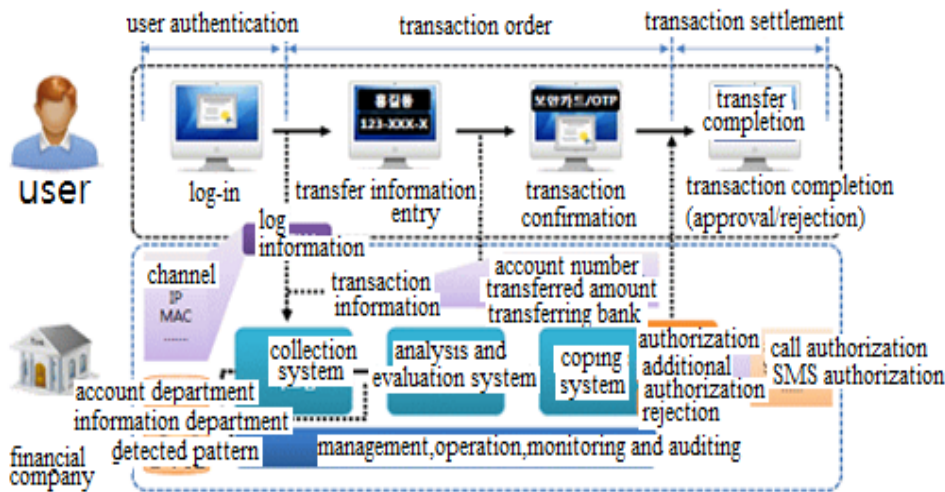 user authentication
transaction order
transaction settlement
홍길동
123-XXX-X
보안카드/OTP
transfer
completion
user
log-in
transfer information
entry
transaction
confirmation
transaction completion
(approval/rejection)
log
information
channel
IP
MAC
......
transaction
information
account number
transferred amount
transferring bank
collection
system
analysis and
evaluation system
coping
system
authorization
additional
authorization
rejection
call authorization
SMS authorization
account department
information department
detected pattern
management,operation,monitoring and auditing
financial
company